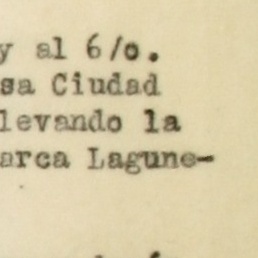 y al 6/o.
sa Ciudad
levando la
arca Lagune-